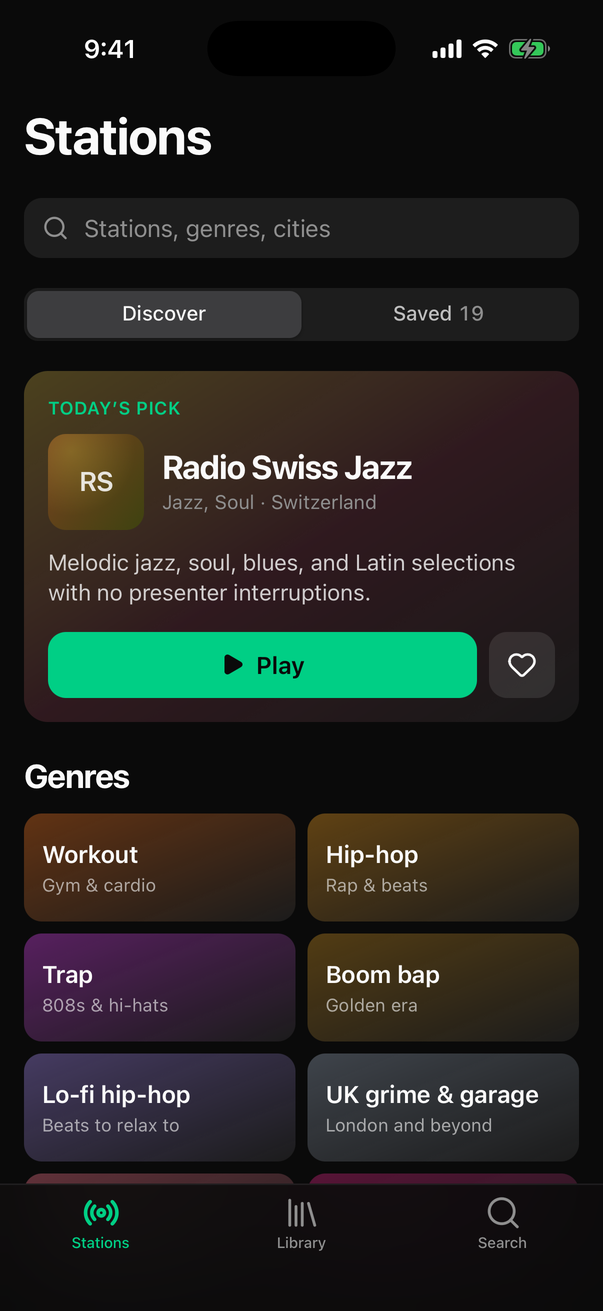 9:41
Stations
Stations, genres, cities
Discover
Saved 19
TODAY’S PICK
RS
Radio Swiss Jazz
Jazz, Soul · Switzerland
Melodic jazz, soul, blues, and Latin selections
with no presenter interruptions.
Play
Genres
Workout
Gym & cardio
Hip-hop
Rap & beats
Trap
808s & hi-hats
Boom bap
Golden era
Lo-fi hip-hop
Beats to relax to
UK grime & garage
London and beyond
Stations
Library
Search